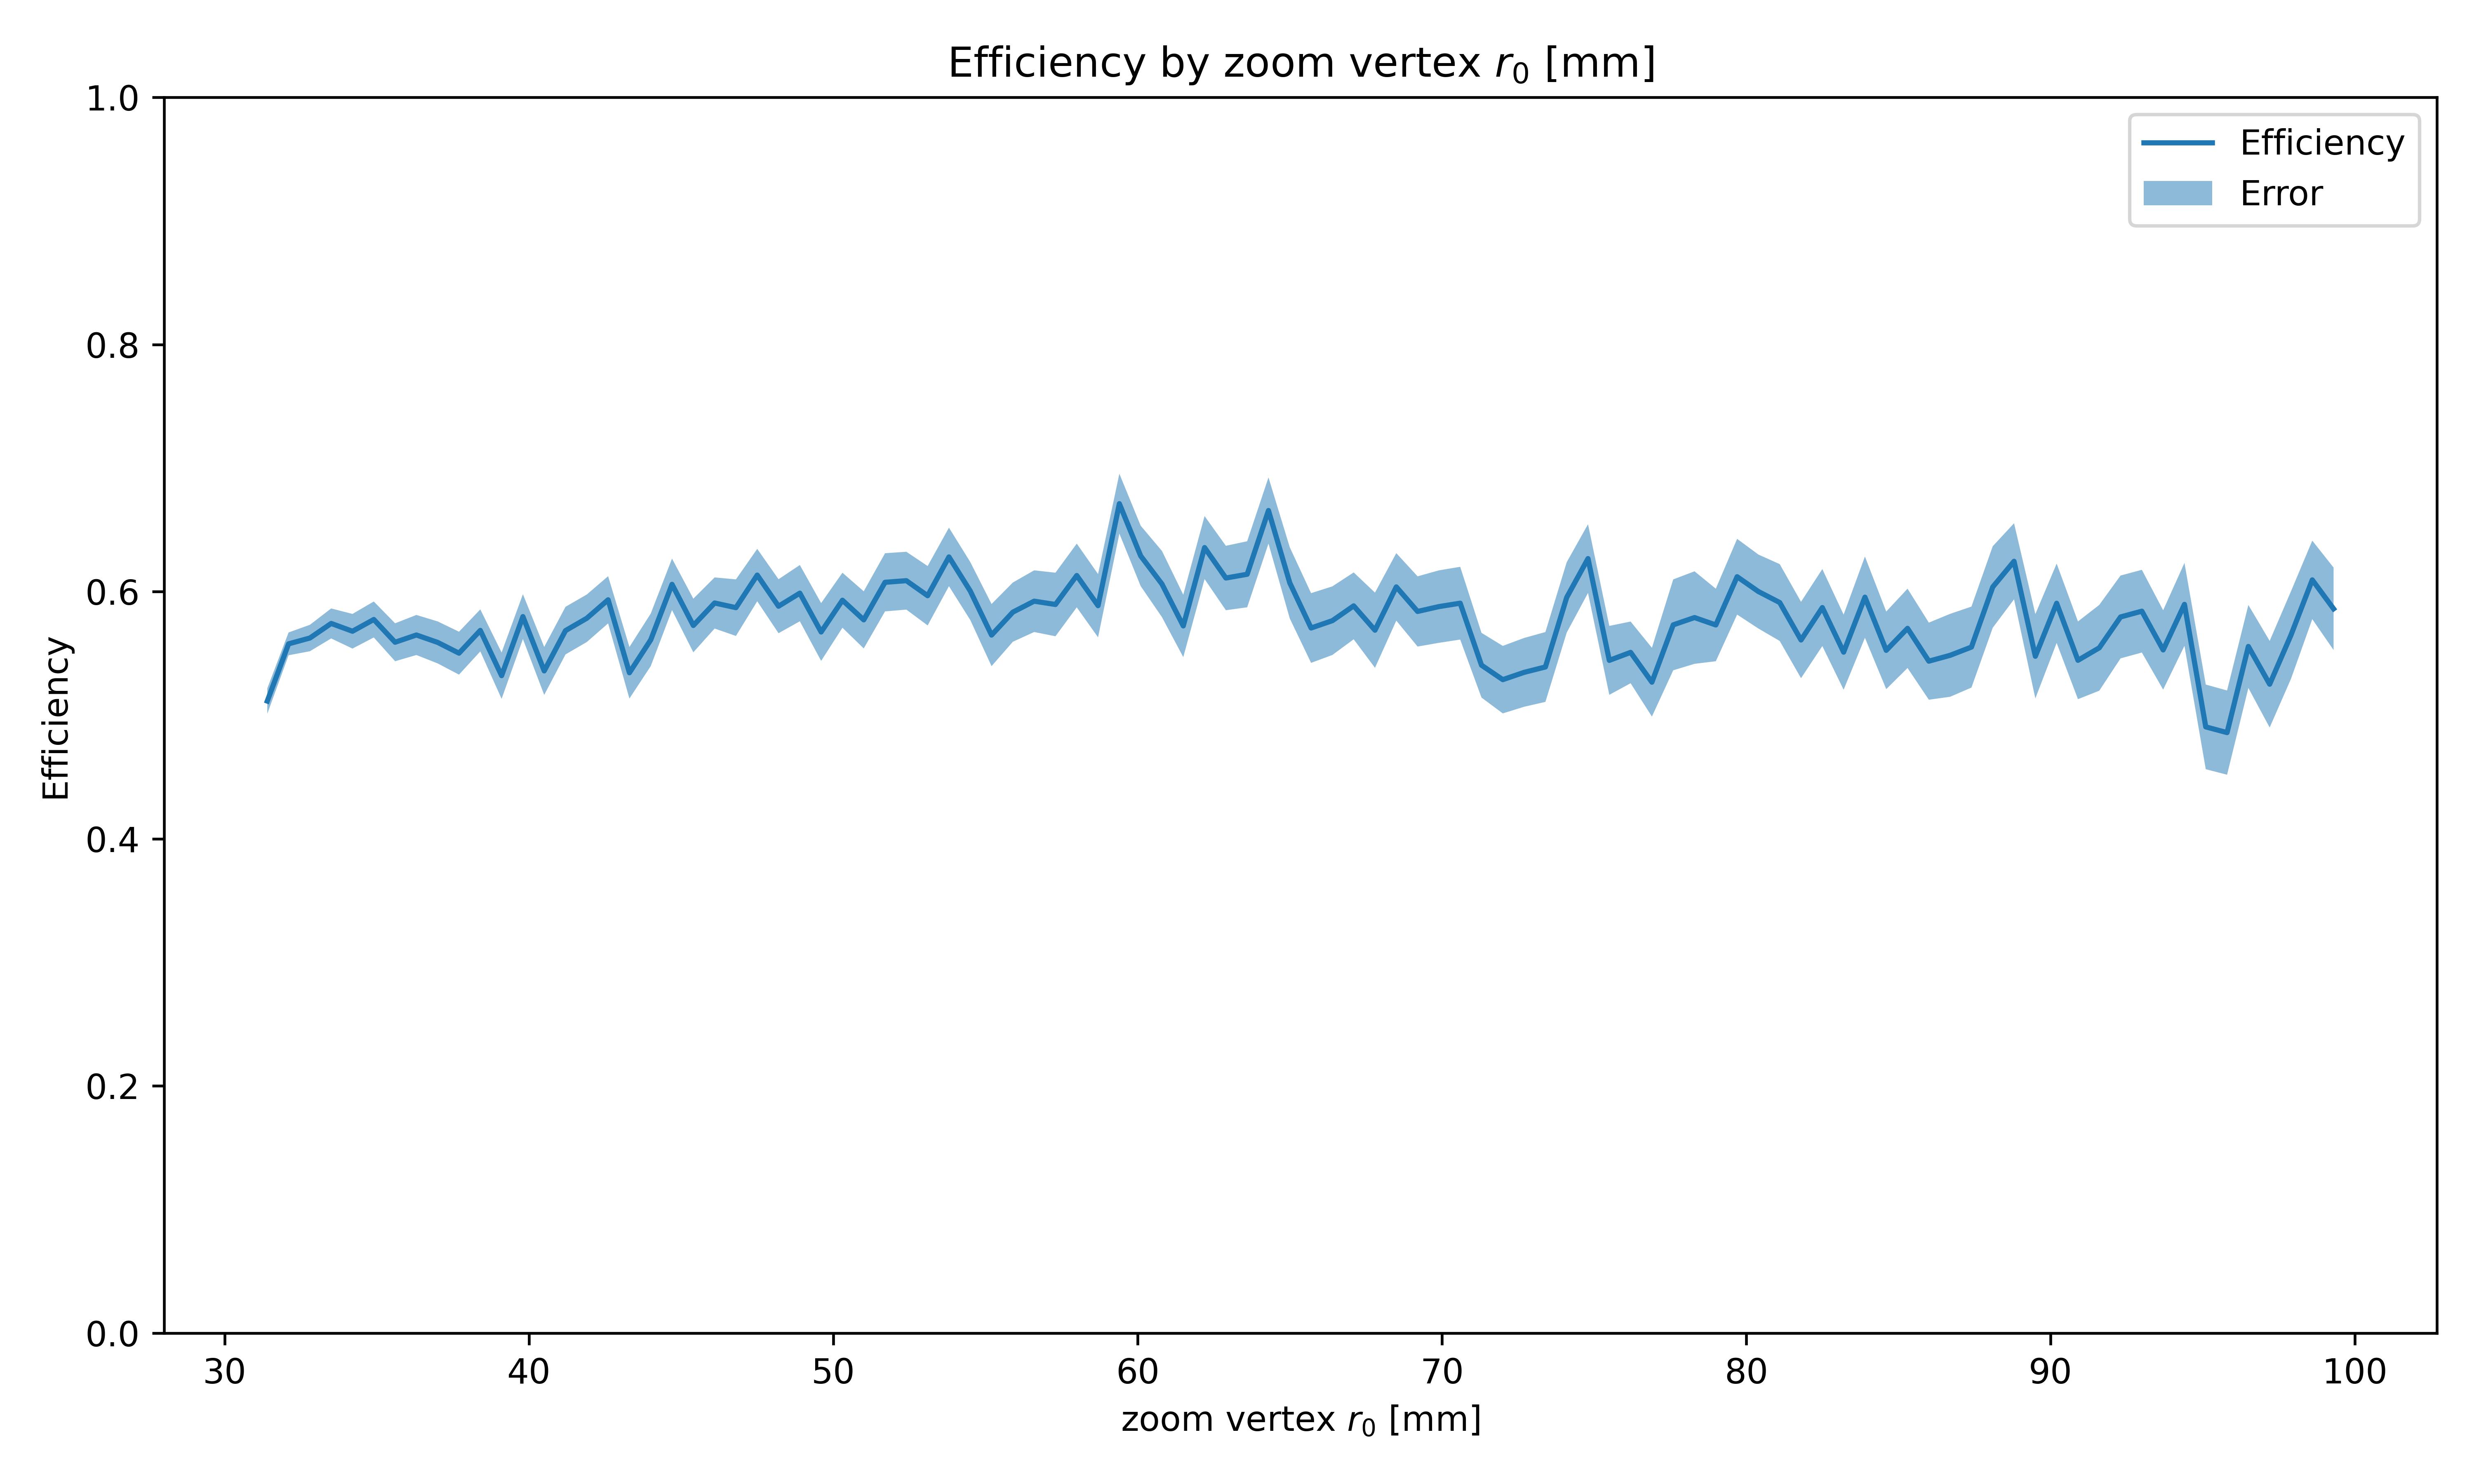 Efficiency by zoom vertex r₀ [mm]
Efficiency
Error
1.0
0.8
0.6
0.4
0.2
0.0
Efficiency
30 40 50 60 70 80 90 100
zoom vertex r₀ [mm]